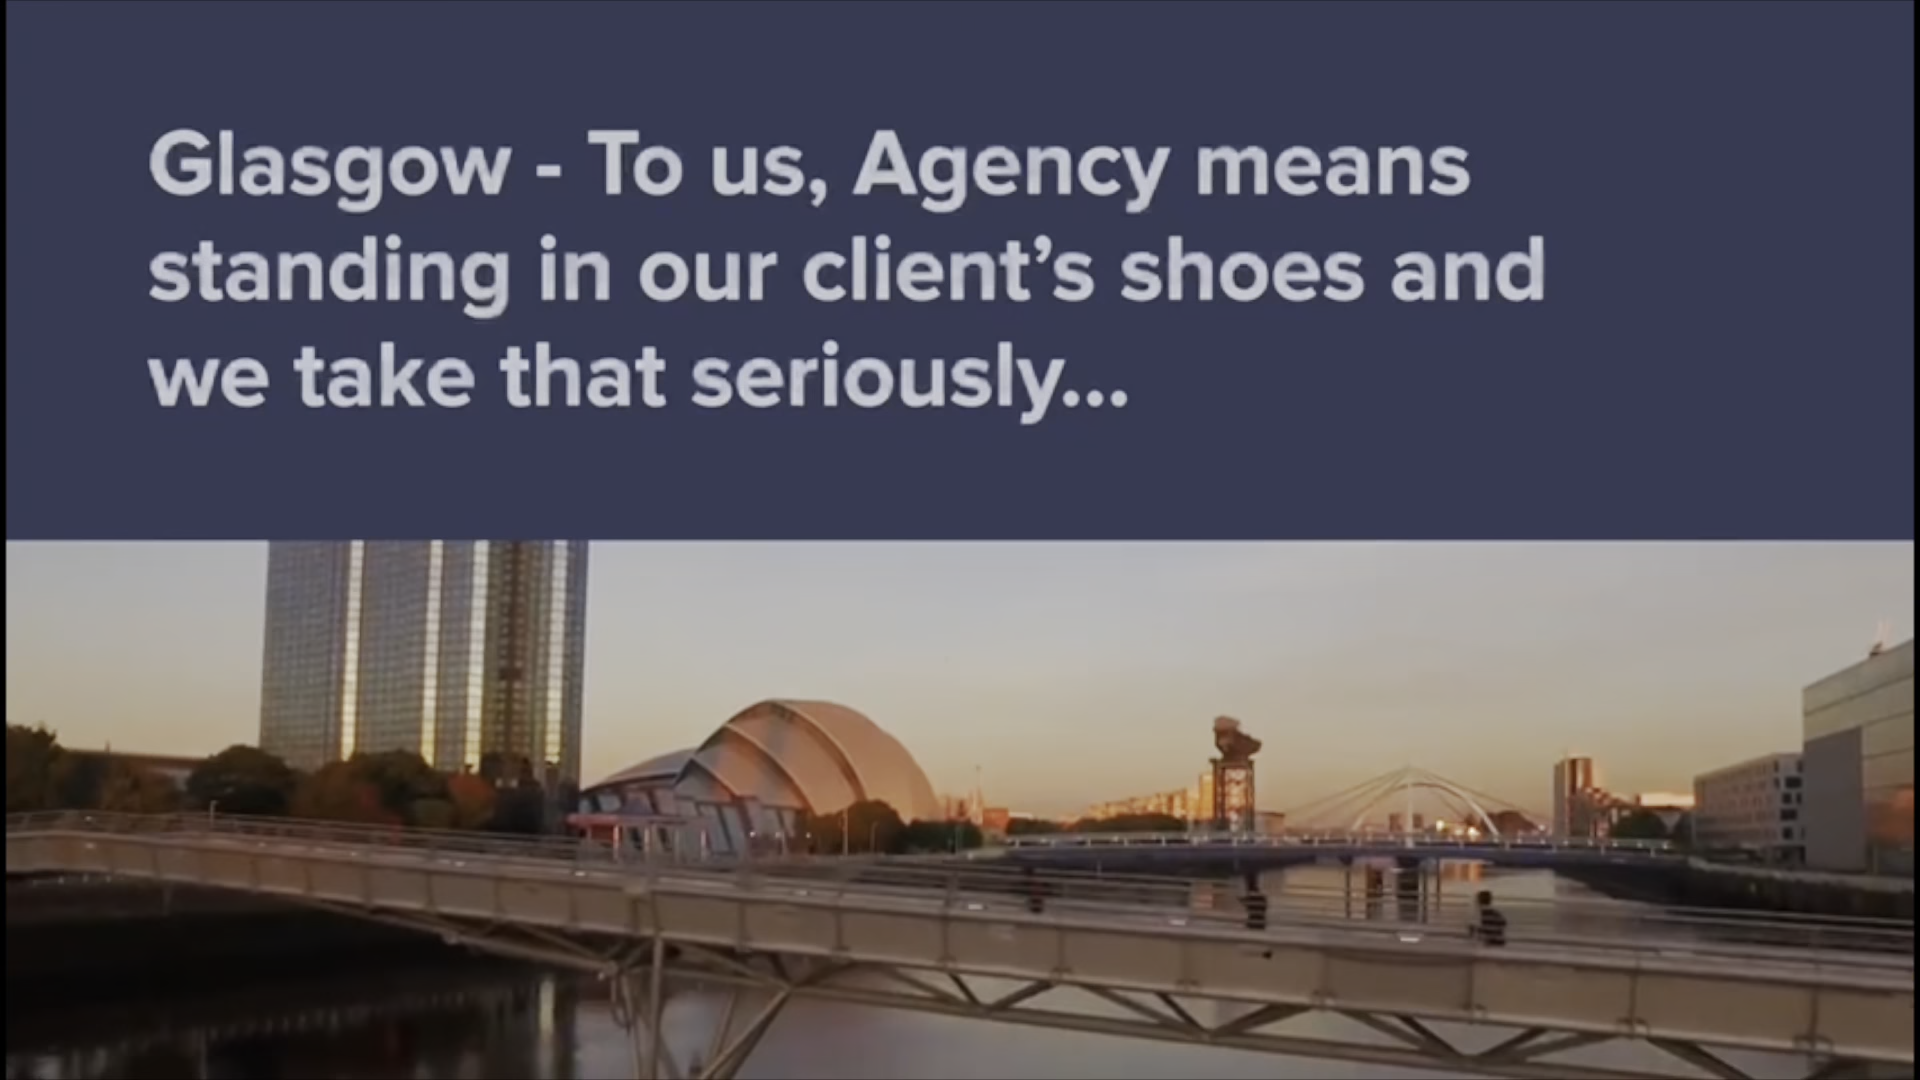 Glasgow - To us, Agency means
standing in our client’s shoes and
we take that seriously...